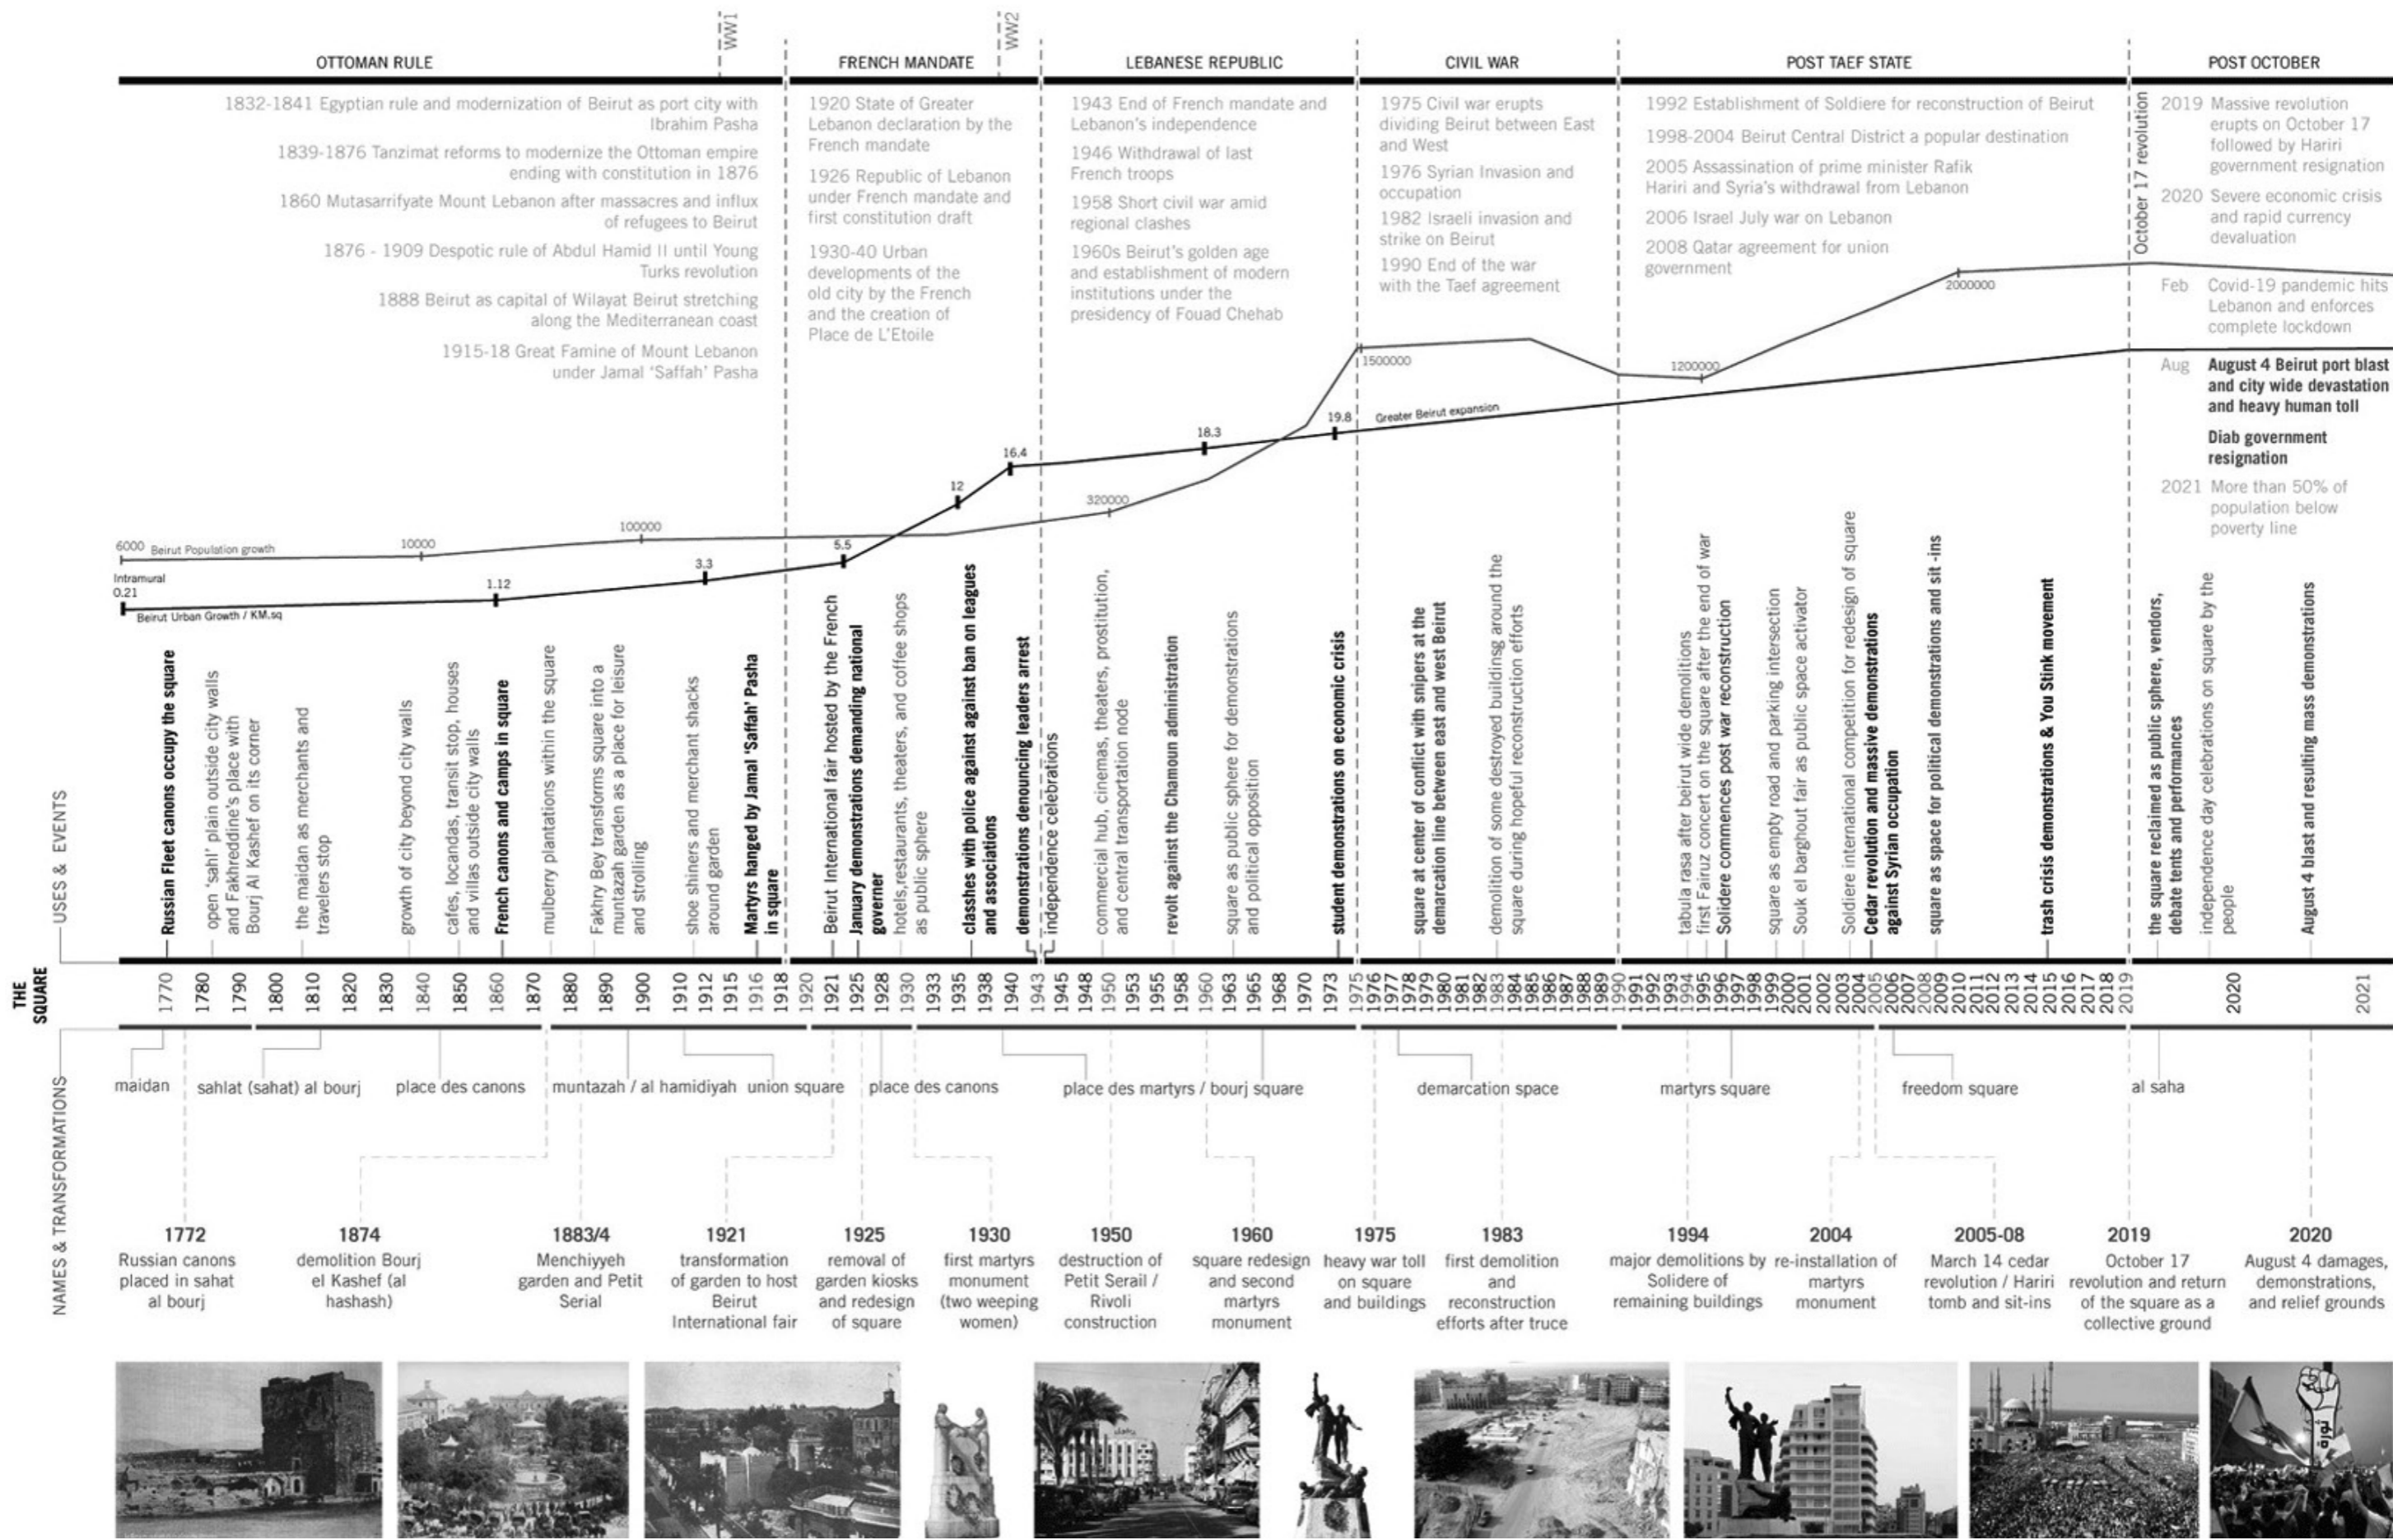 WW1
WW2
OTTOMAN RULE
FRENCH MANDATE
LEBANESE REPUBLIC
CIVIL WAR
POST TAEF STATE
POST OCTOBER
1832-1841 Egyptian rule and modernization of Beirut as port city with
Ibrahim Pasha
1839-1876 Tanzimat reforms to modernize the Ottoman empire
ending with constitution in 1876
1860 Mutasarrifyate Mount Lebanon after massacres and influx
of refugees to Beirut
1876 - 1909 Despotic rule of Abdul Hamid II until Young
Turks revolution
1888 Beirut as capital of Wilayat Beirut stretching
along the Mediterranean coast
1915-18 Great Famine of Mount Lebanon
under Jamal ‘Saffah’ Pasha
1920 State of Greater
Lebanon declaration by the
French mandate
1926 Republic of Lebanon
under French mandate and
first constitution draft
1930-40 Urban
developments of the
old city by the French
and the creation of
Place de L’Etoile
1943 End of French mandate and
Lebanon’s independence
1946 Withdrawal of last
French troops
1958 Short civil war amid
regional clashes
1960s Beirut’s golden age
and establishment of modern
institutions under the
presidency of Fouad Chehab
1975 Civil war erupts
dividing Beirut between East
and West
1976 Syrian Invasion and
occupation
1982 Israeli invasion and
strike on Beirut
1990 End of the war
with the Taef agreement
1992 Establishment of Soldiere for reconstruction of Beirut
1998-2004 Beirut Central District a popular destination
2005 Assassination of prime minister Rafik
Hariri and Syria’s withdrawal from Lebanon
2006 Israel July war on Lebanon
2008 Qatar agreement for union
government
October 17 revolution
2019 Massive revolution
erupts on October 17
followed by Hariri
government resignation
2020 Severe economic crisis
and rapid currency
devaluation
Feb Covid-19 pandemic hits
Lebanon and enforces
complete lockdown
Aug August 4 Beirut port blast
and city wide devastation
and heavy human toll
Diab government
resignation
2021 More than 50% of
population below
poverty line
6000 Beirut Population growth
10000
100000
320000
1500000
1200000
2000000
Intramural
0.21
Beirut Urban Growth / KM.sq
1.12
3.3
5.5
12
16.4
18.3
19.8
Greater Beirut expansion
USES & EVENTS
Riussian Fleet canons occupy the square
open ‘sahl’ plain outside city walls
and Fakhreddine’s place with
Bourj Al Kashef on its corner
the maidan as merchants and
travelers stop
growth of city beyond city walls
cafes, locandas, transit stop, houses
and villas outside city walls
French canons and camps in square
mulberry plantations within the square
Fakhry Bey transforms square into a
muntazah garden as a place for leisure
and strolling
shoe shiners and merchant shacks
around garden
Martyrs hanged by Jamal ‘Saffah’ Pasha
in square
Beirut International fair hosted by the French
January demonstrations demanding national
governer
hotels,restaurants, theaters, and coffee shops
as public sphere
classhes with police against against ban on leagues
and associations
demonstrations denouncing leaders arrest
independence celebrations
commercial hub, cinemas, theaters, prostitution,
and central transportation node
revolt against the Chamoun administration
square as public sphere for demonstrations
and political opposition
student demonstrations on economic crisis
square at center of conflict with snipers at the
demarcation line between east and west Beirut
demolition of some destroyed buildinsg around the
square during hopeful reconstruction efforts
tabula rasa after beirut wide demolitions
first Fairuz concert on the square after the end of war
Solidere commences post war reconstruction
square as empty road and parking intersection
Souk el barghout fair as public space activator
Soldiere international competition for redesign of square
Cedar revolution and massive demonstrations
against Syrian occupation
square as space for political demonstrations and sit -ins
trash crisis demonstrations & You Stink movement
the square reclaimed as public sphere, vendors,
debate tents and performances
independence day celebrations on square by the
people
August 4 blast and resulting mass demonstrations
THE
SQUARE
1770 1780 1790 1800 1810 1820 1830 1840 1850 1860 1870 1880 1890 1900 1910 1912 1915 1916 1918 1920 1921 1925 1928 1930 1933 1935 1938 1940 1943 1945 1948 1950 1953 1955 1958 1960 1963 1965 1968 1970 1973 1975 1976 1977 1978 1979 1980 1981 1982 1983 1984 1985 1986 1987 1988 1989 1990 1991 1992 1993 1994 1995 1996 1997 1998 1999 2000 2001 2002 2003 2004 2005 2006 2007 2008 2009 2010 2011 2012 2013 2014 2015 2016 2017 2018 2019 2020 2021
NAMES & TRANSFORMATIONS
maidan
sahlat (sahat) al bourj
place des canons
muntazah / al hamidiyah
union square
place des canons
place des martyrs / bourj square
demarcation space
martyrs square
freedom square
al saha
1772
Russian canons
placed in sahat
al bourj
1874
demolition Bourj
el Kashef (al
hashash)
1883/4
Menchiyyeh
garden and Petit
Serial
1921
transformation
of garden to host
Beirut
International fair
1925
removal of
garden kiosks
and redesign
of square
1930
first martyrs
monument
(two weeping
women)
1950
destruction of
Petit Serail /
Rivoli
construction
1960
square redesign
and second
martyrs
monument
1975
heavy war toll
on square
and buildings
1983
first demolition
and
reconstruction
efforts after truce
1994
major demolitions by
Solidere of
remaining buildings
2004
re-installation of
martyrs
monument
2005-08
March 14 cedar
revolution / Hariri
tomb and sit-ins
2019
October 17
revolution and return
of the square as a
collective ground
2020
August 4 damages,
demonstrations,
and relief grounds
ثورة